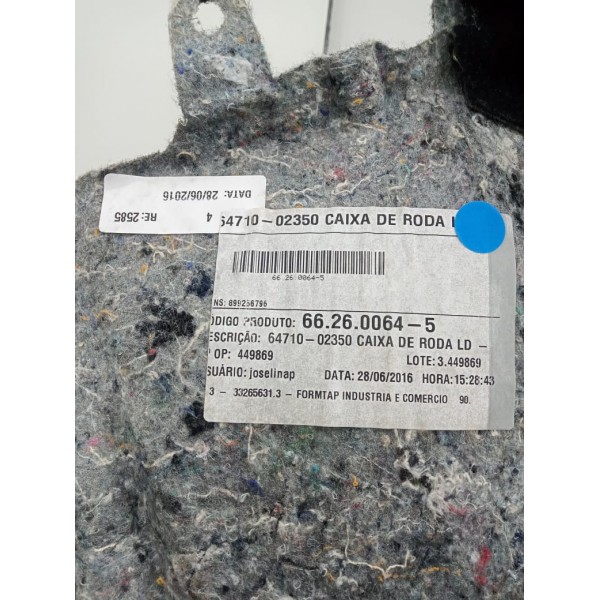 DATA: 28/06/2016
RE: 2585 4
64710-02350 CAIXA DE RODA
66.26.0064-5
NS: 899256796
ÓDIGO PRODUTO: 66.26.0064-5
ESCRIÇÃO: 64710-02350 CAIXA DE RODA LD -
OP: 449869 LOTE: 3.449869
SUÁRIO: joselinap DATA: 28/06/2016 HORA: 15:28:43
3 - 33265631.3 - FORMTAP INDUSTRIA E COMERCIO 90.